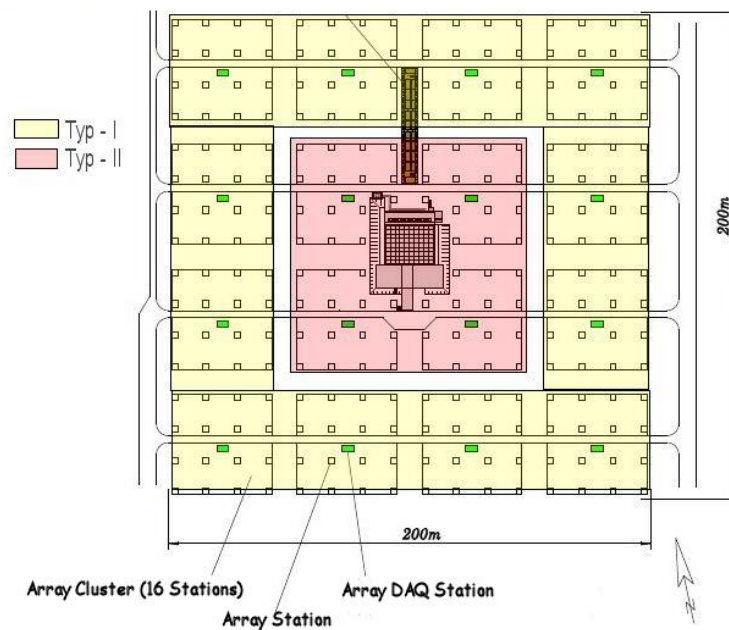 Typ - I
Typ - II
200m
200m
Array Cluster (16 Stations)
Array DAQ Station
Array Station
N